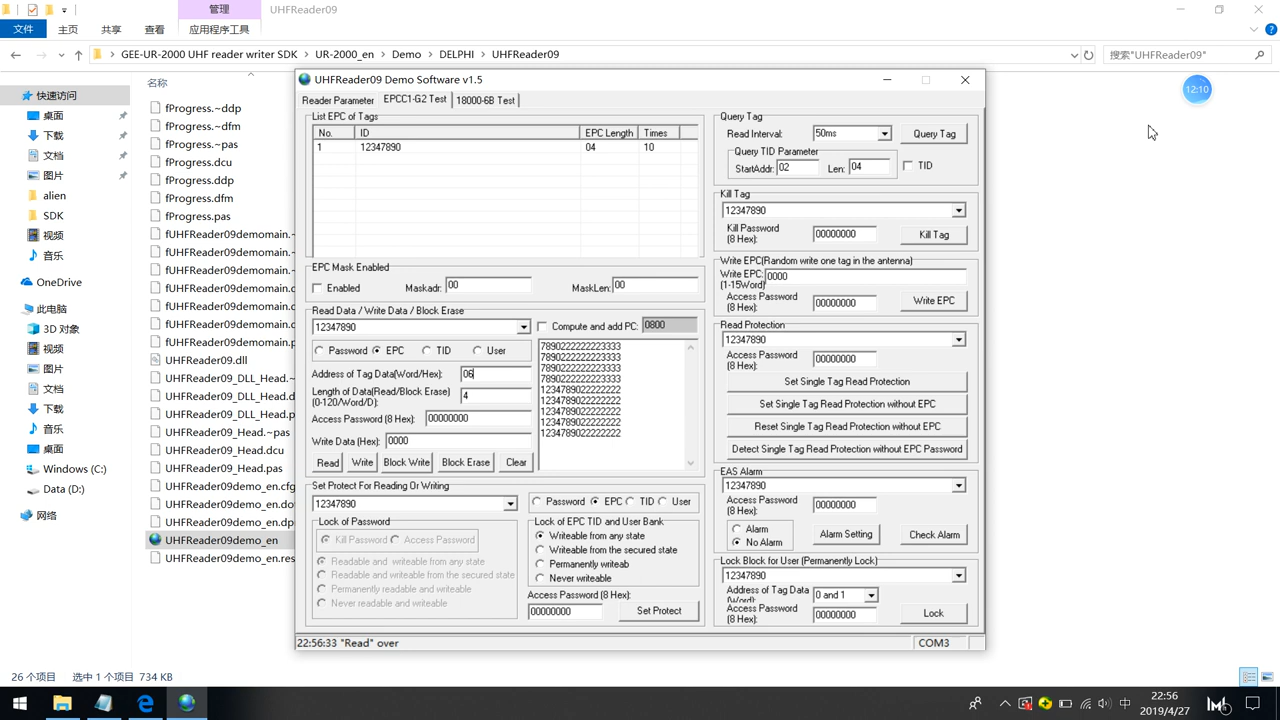 管理
UHFReader09
文件
主页
共享
查看
应用程序工具
GEE-UR-2000 UHF reader writer SDK
UR-2000_en
Demo
DELPHI
UHFReader09
搜索"UHFReader09"
快速访问
桌面
下载
文档
图片
alien
SDK
视频
音乐
OneDrive
此电脑
3D 对象
视频
图片
文档
下载
音乐
桌面
Windows (C:)
Data (D:)
网络
名称
fProgress.~ddp
fProgress.~dfm
fProgress.~pas
fProgress.dcu
fProgress.ddp
fProgress.dfm
fProgress.pas
fUHFReader09demomain.~
fUHFReader09demomain.
fUHFReader09demomain.
fUHFReader09demomain.
fUHFReader09demomain.
fUHFReader09demomain.
fUHFReader09demomain.p
UHFReader09.dll
UHFReader09_DLL_Head.~
UHFReader09_DLL_Head.d
UHFReader09_DLL_Head.p
UHFReader09_Head.~pas
UHFReader09_Head.dcu
UHFReader09_Head.pas
UHFReader09demo_en.cfg
UHFReader09demo_en.do
UHFReader09demo_en.dp
UHFReader09demo_en
UHFReader09demo_en.res
UHFReader09 Demo Software v1.5
Reader Parameter
EPCC1-G2 Test
18000-6B Test
List EPC of Tags
No. ID EPC Length Times
1 12347890 04 10
EPC Mask Enabled
Enabled Maskadr: 00 MaskLen: 00
Read Data / Write Data / Block Erase
12347890
Compute and add PC: 0800
Password EPC TID User
Address of Tag Data(Word/Hex): 06
Length of Data(Read/Block Erase)
(0-120/Word/D): 4
Access Password (8 Hex): 00000000
Write Data (Hex): 0000
Read Write Block Write Block Erase Clear
7890222222223333
7890222222223333
7890222222223333
7890222222223333
1234789022222222
1234789022222222
1234789022222222
1234789022222222
1234789022222222
Set Protect For Reading Or Writing
12347890
Password EPC TID User
Lock of Password
Kill Password Access Password
Readable and writeable from any state
Readable and writeable from the secured state
Permanently readable and writeable
Never readable and writeable
Lock of EPC TID and User Bank
Writeable from any state
Writeable from the secured state
Permanently writeab
Never writeable
Access Password (8 Hex):
00000000 Set Protect
Query Tag
Read Interval: 50ms Query Tag
Query TID Parameter
StartAddr: 02 Len: 04 TID
Kill Tag
12347890
Kill Password
(8 Hex): 00000000 Kill Tag
Write EPC(Random write one tag in the antenna)
Write EPC: 0000
(1-15Word)
Access Password
(8 Hex): 00000000 Write EPC
Read Protection
12347890
Access Password
(8 Hex): 00000000
Set Single Tag Read Protection
Set Single Tag Read Protection without EPC
Reset Single Tag Read Protection without EPC
Detect Single Tag Read Protection without EPC Password
EAS Alarm
12347890
Access Password
(8 Hex): 00000000
Alarm
No Alarm
Alarm Setting Check Alarm
Lock Block for User (Permanently Lock)
12347890
Address of Tag Data
(Word): 0 and 1
Access Password
(8 Hex): 00000000 Lock
22:56:33 "Read" over
COM3
12:10
26 个项目 选中 1 个项目 734 KB
中
22:56
2019/4/27